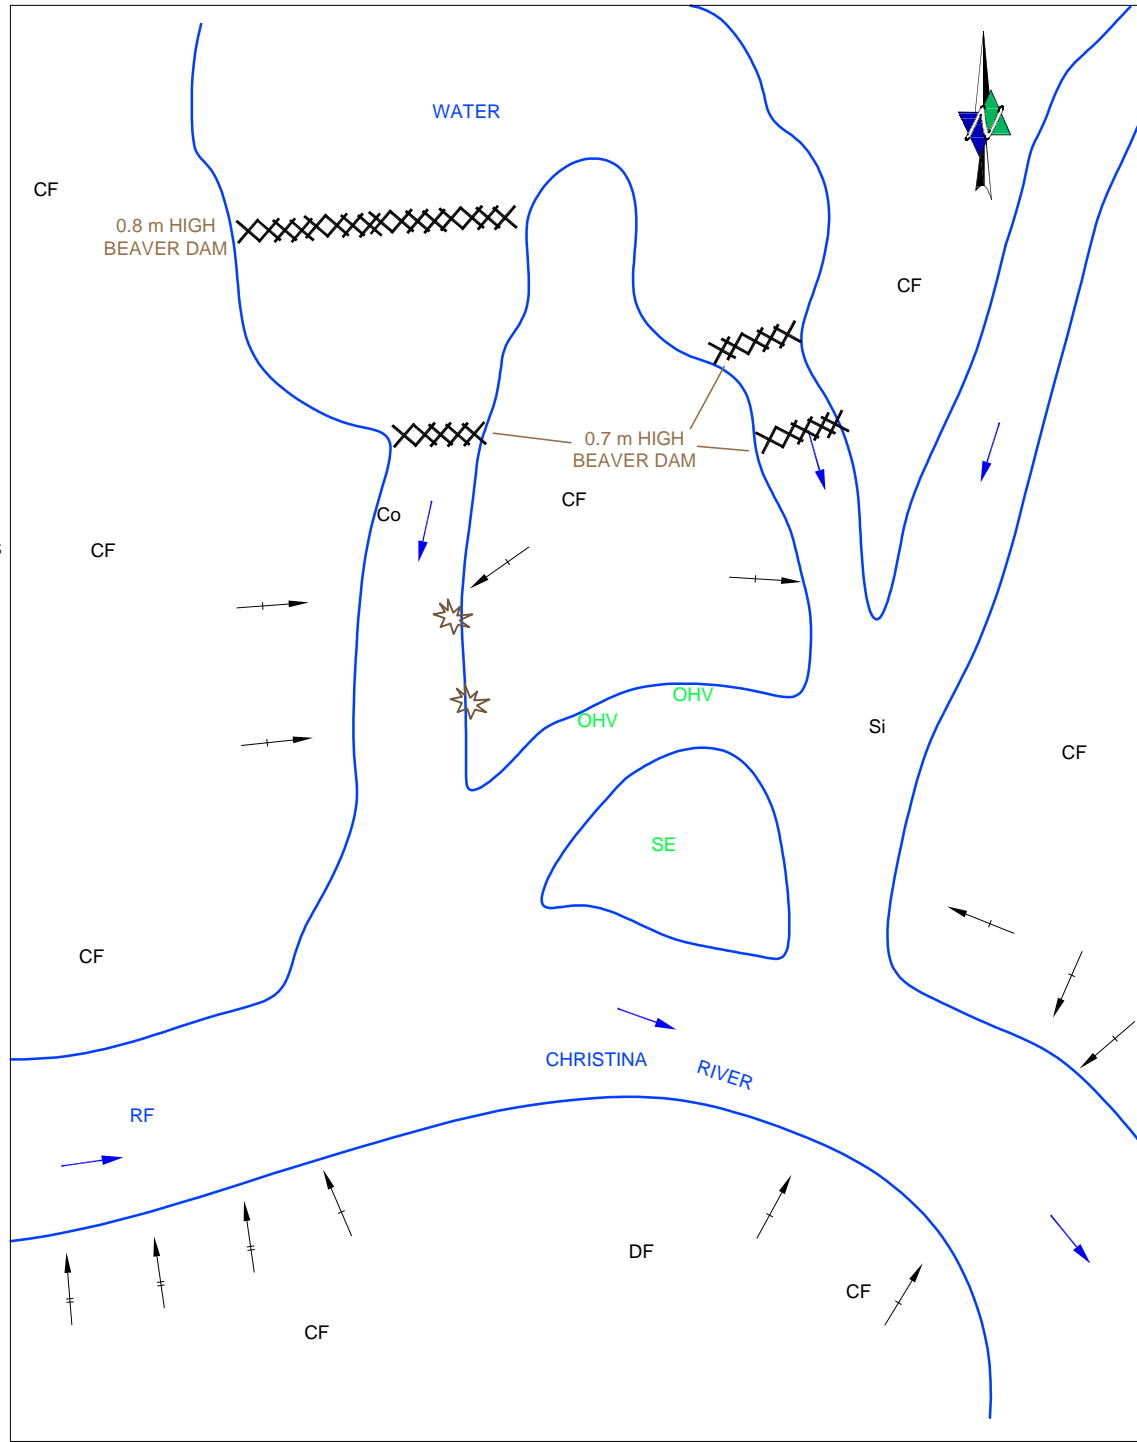 WATER
CF
0.8 m HIGH
BEAVER DAM
CF
0.7 m HIGH
BEAVER DAM
CF
Co
CF
OHV
OHV
Si
CF
SE
CF
CHRISTINA RIVER
RF
DF
CF
CF